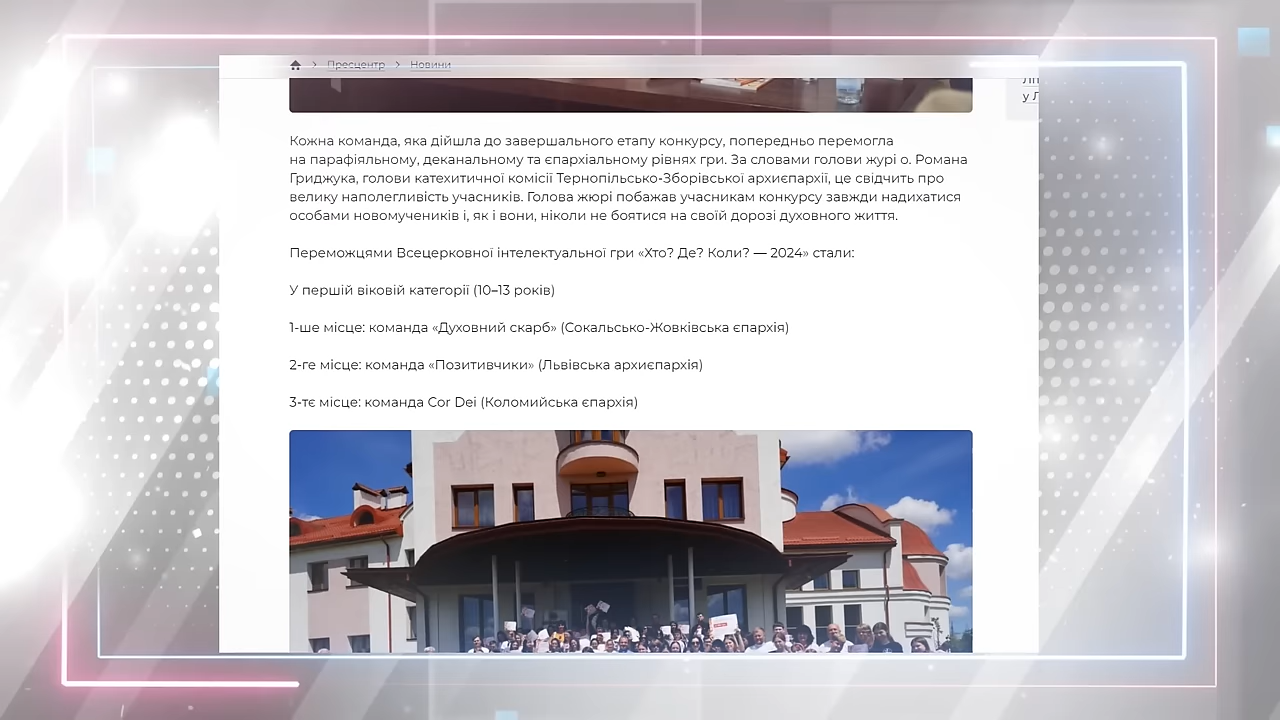 Пресцентр > Новини
у Л
Кожна команда, яка дійшла до завершального етапу конкурсу, попередньо перемогла
на парафіяльному, деканальному та єпархіальному рівнях гри. За словами голови журі о. Романа
Гриджука, голови катехитичної комісії Тернопільсько-Зборівської архиєпархії, це свідчить про
велику наполегливість учасників. Голова жюрі побажав учасникам конкурсу завжди надихатися
особами новомучеників і, як і вони, ніколи не боятися на своїй дорозі духовного життя.
Переможцями Всецерковної інтелектуальної гри «Хто? Де? Коли? — 2024» стали:
У першій віковій категорії (10–13 років)
1-ше місце: команда «Духовний скарб» (Сокальсько-Жовківська єпархія)
2-ге місце: команда «Позитивчики» (Львівська архиєпархія)
3-тє місце: команда Cor Dei (Коломийська єпархія)